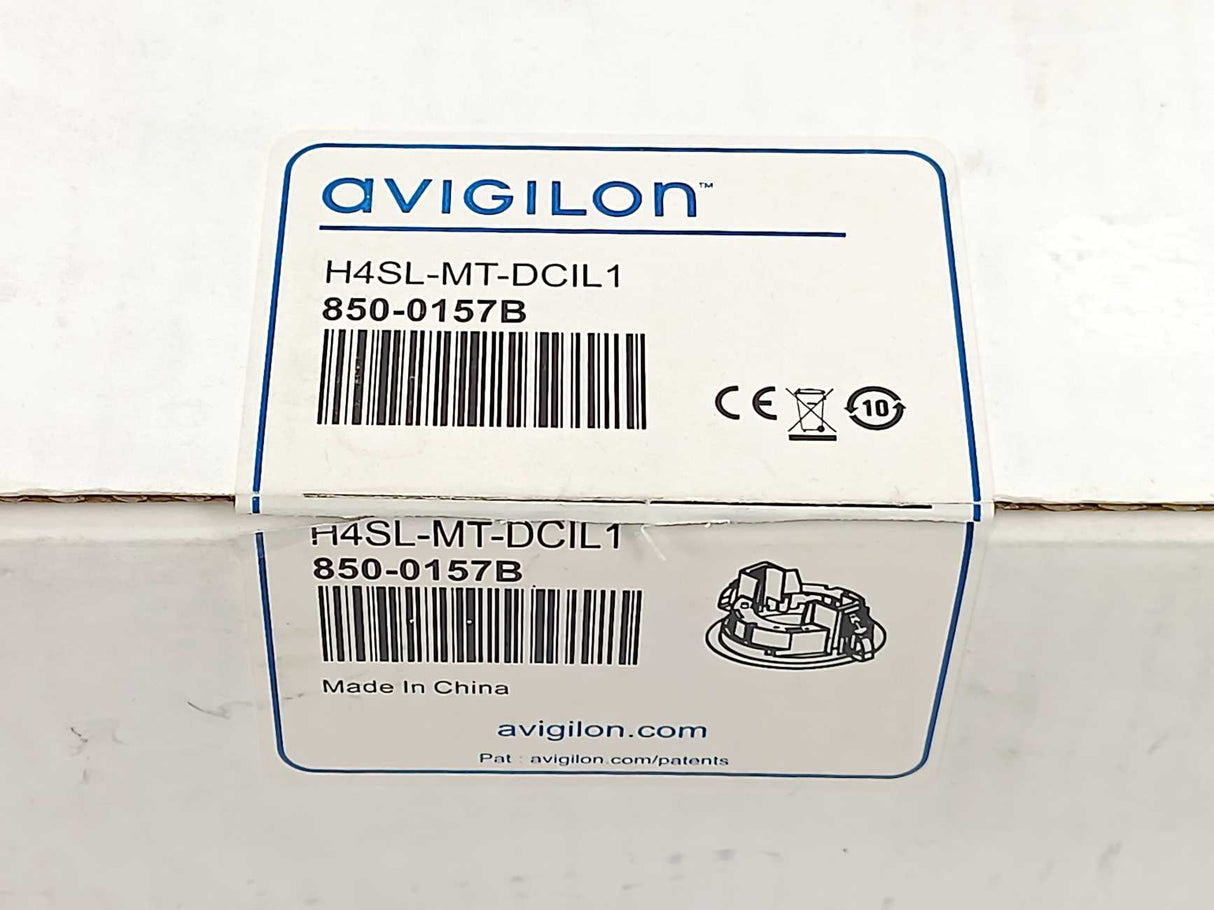 AVIGILON™
H4SL-MT-DCIL1
850-0157B
CE
10
H4SL-MT-DCIL1
850-0157B
Made In China
avigilon.com
Pat : avigilon.com/patents